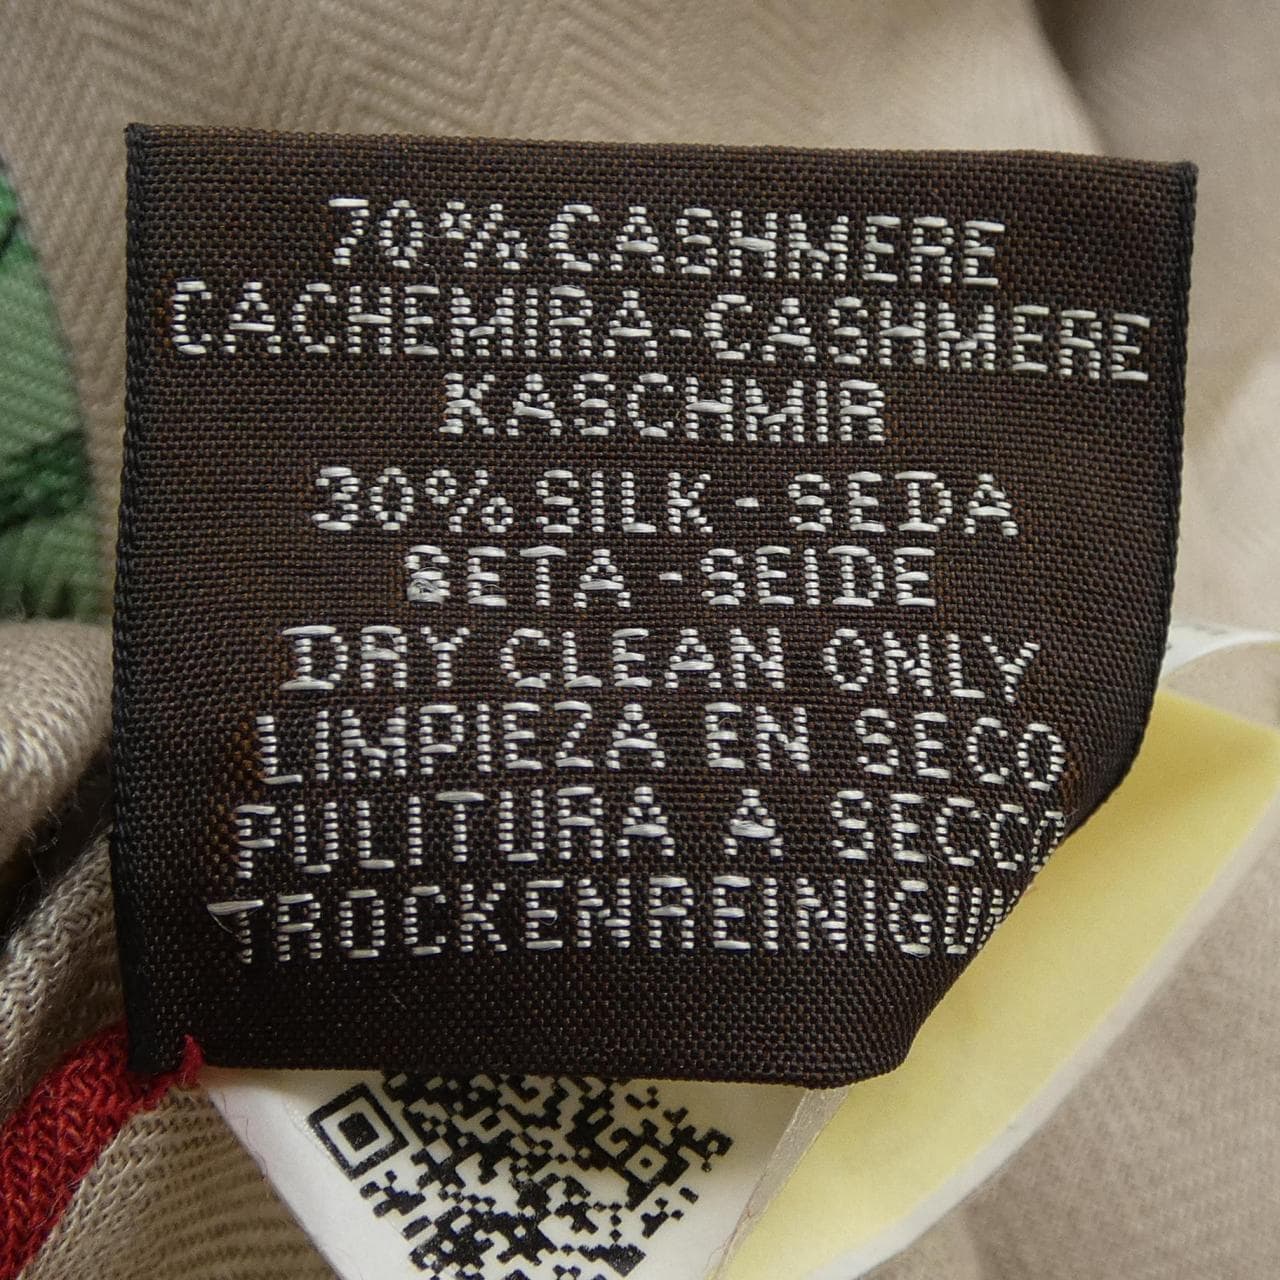 70% CASHMERE
CACHEMIRA-CASHMERE
KASCHMIR
30% SILK - SEDA
SETA - SEIDE
DRY CLEAN ONLY
LIMPIEZA EN SECO
PULITURA A SECCO